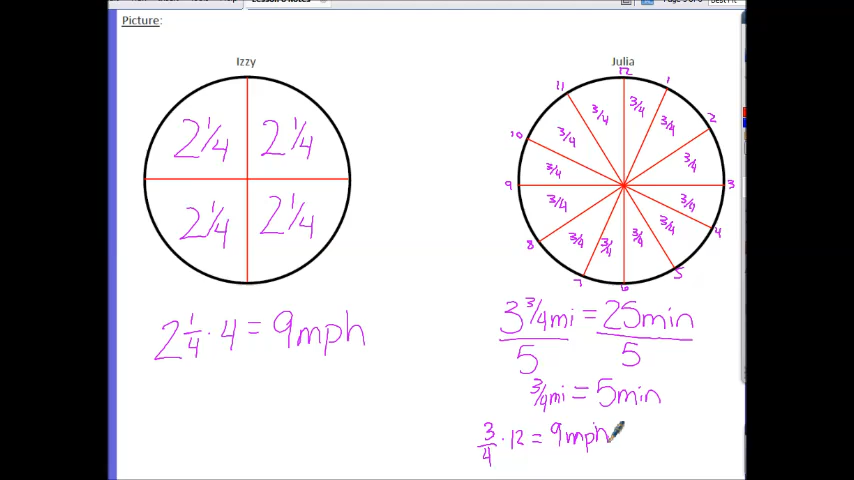 Picture:
Izzy
Julia
2 1/4 2 1/4
2 1/4 2 1/4
12
11 1
10 2
9 3
8 4
7 5
6
3/4 3/4
3/4 3/4
3/4 3/4
3/4 3/4
3/4 3/4
3/4 3/4
2 1/4 · 4 = 9mph
3 3/4 mi = 25min
5 5
3/4 mi = 5min
3/4 · 12 = 9mph